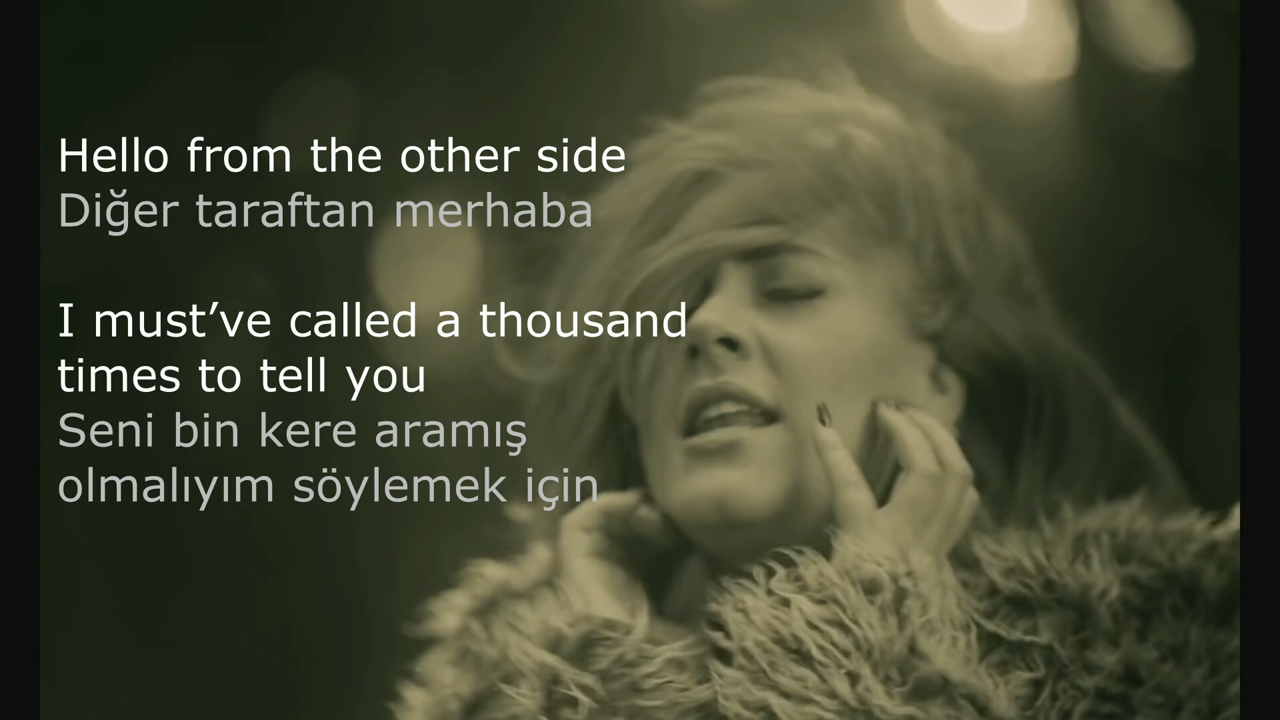 Hello from the other side
Diğer taraftan merhaba
I must’ve called a thousand
times to tell you
Seni bin kere aramış
olmalıyım söylemek için